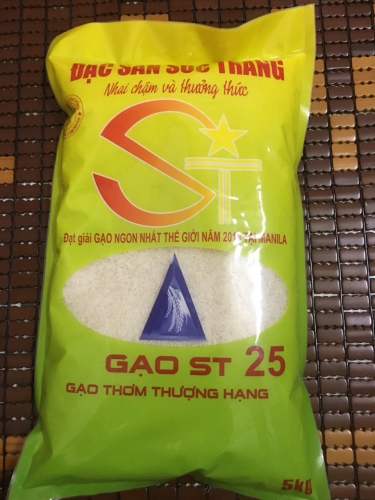 ĐẶC SẢN SÓC TRĂNG
Nhai chậm và thưởng thức
ST
Đạt giải GẠO NGON NHẤT THẾ GIỚI NĂM TẠI MANILA
GẠO ST 25
GẠO THƠM THƯỢNG HẠNG
5kg